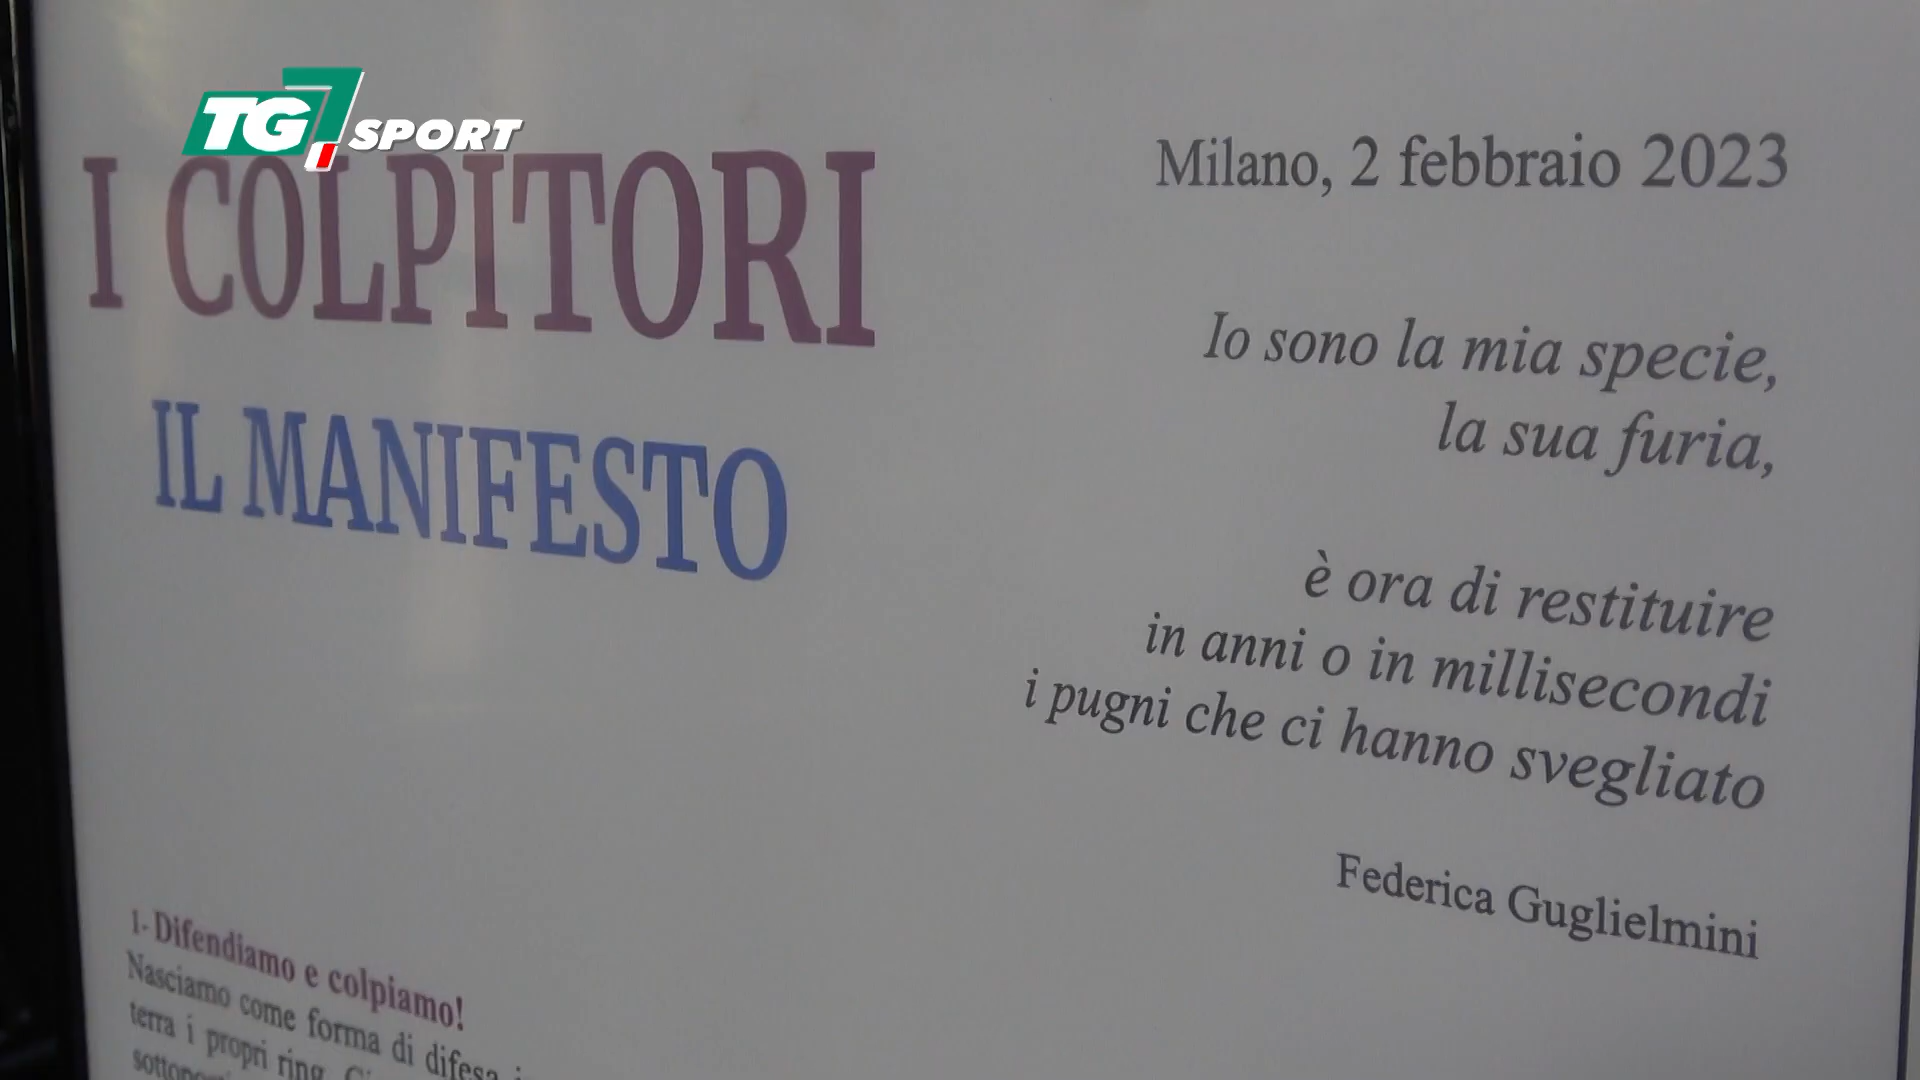 TG7 SPORT
I COLPITORI
IL MANIFESTO
Milano, 2 febbraio 2023
Io sono la mia specie,
la sua furia,
è ora di restituire
in anni o in millisecondi
i pugni che ci hanno svegliato
Federica Guglielmini
1- Difendiamo e colpiamo!
Nasciamo come forma di difesa
terra i propri ring.